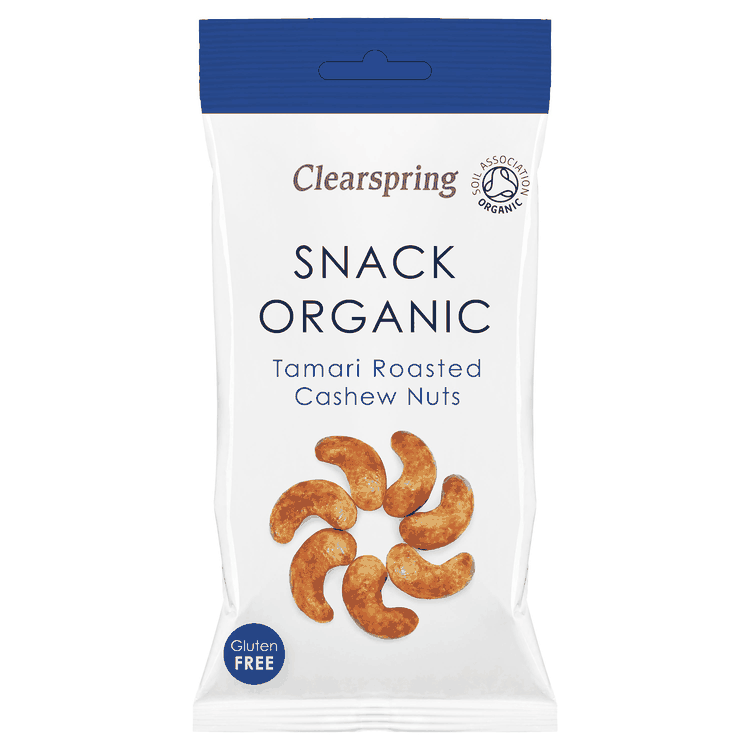 Clearspring
SOIL ASSOCIATION
ORGANIC
SNACK
ORGANIC
Tamari Roasted
Cashew Nuts
Gluten
FREE